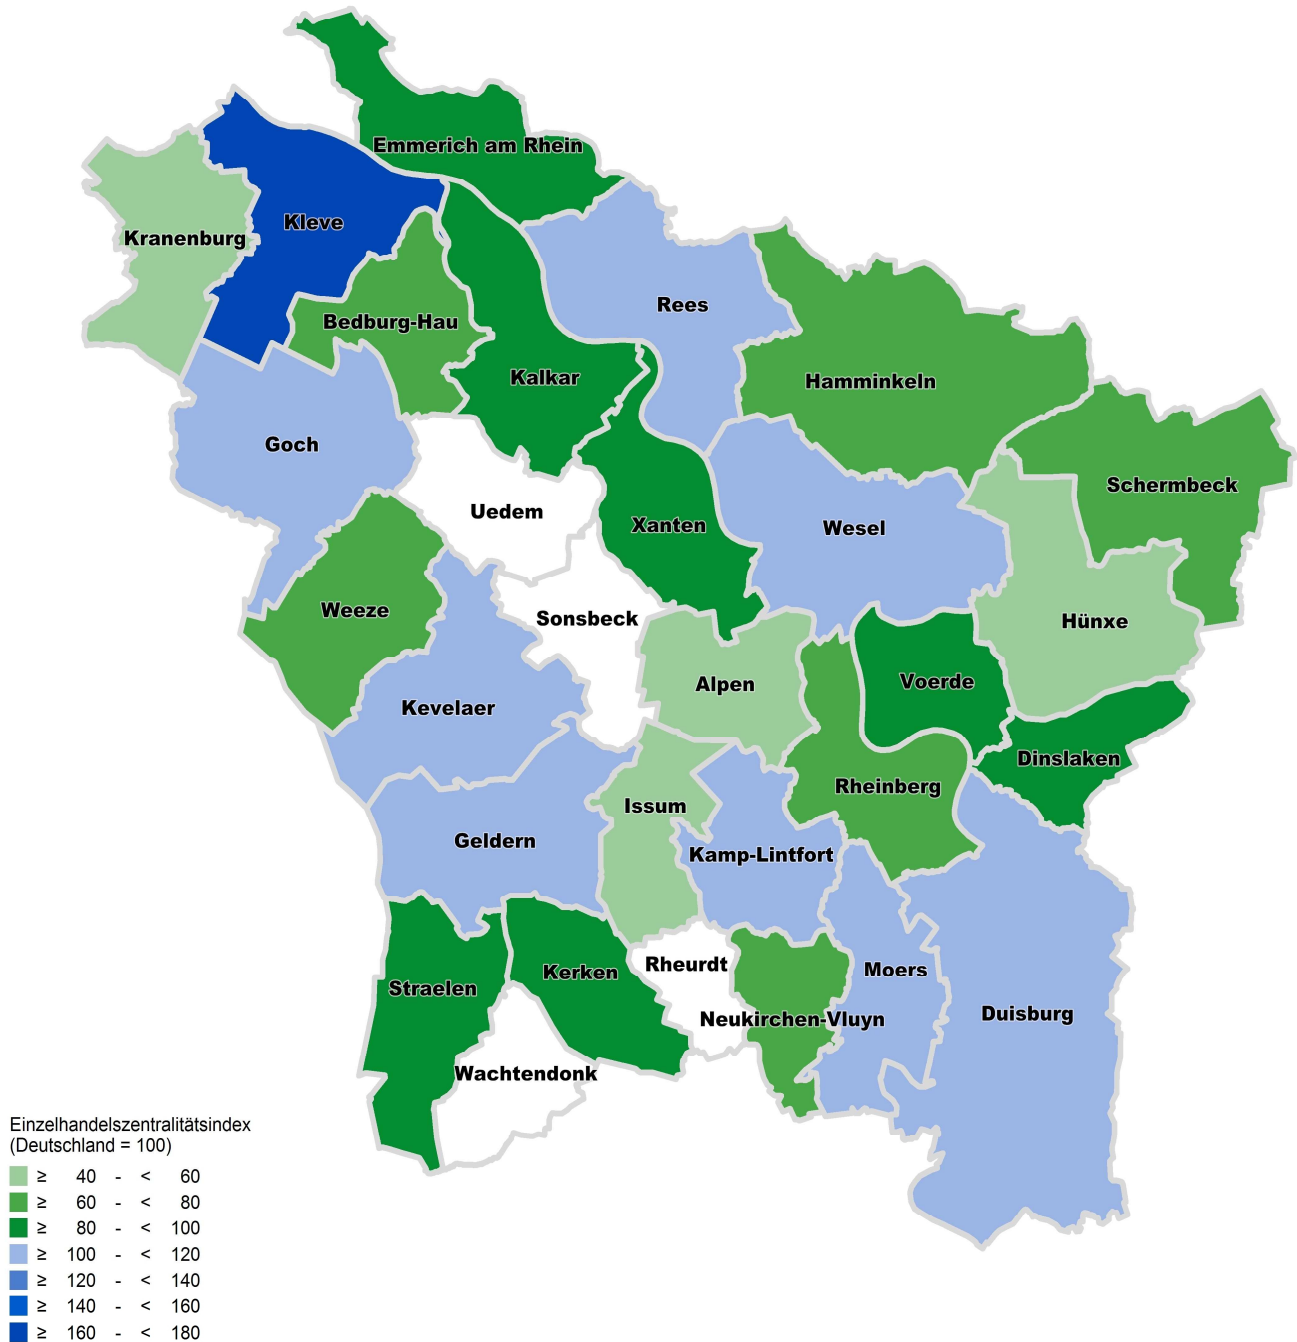 Emmerich am Rhein
Kleve
Kranenburg
Rees
Bedburg-Hau
Kalkar
Hamminkeln
Goch
Schermbeck
Uedem
Xanten
Wesel
Weeze
Sonsbeck
Hünxe
Alpen
Voerde
Kevelaer
Dinslaken
Rheinberg
Issum
Geldern
Kamp-Lintfort
Rheurdt
Moers
Kerken
Straelen
Duisburg
Neukirchen-Vluyn
Wachtendonk
Einzelhandelszentralitätsindex
(Deutschland = 100)
≥ 40 - < 60
≥ 60 - < 80
≥ 80 - < 100
≥ 100 - < 120
≥ 120 - < 140
≥ 140 - < 160
≥ 160 - < 180